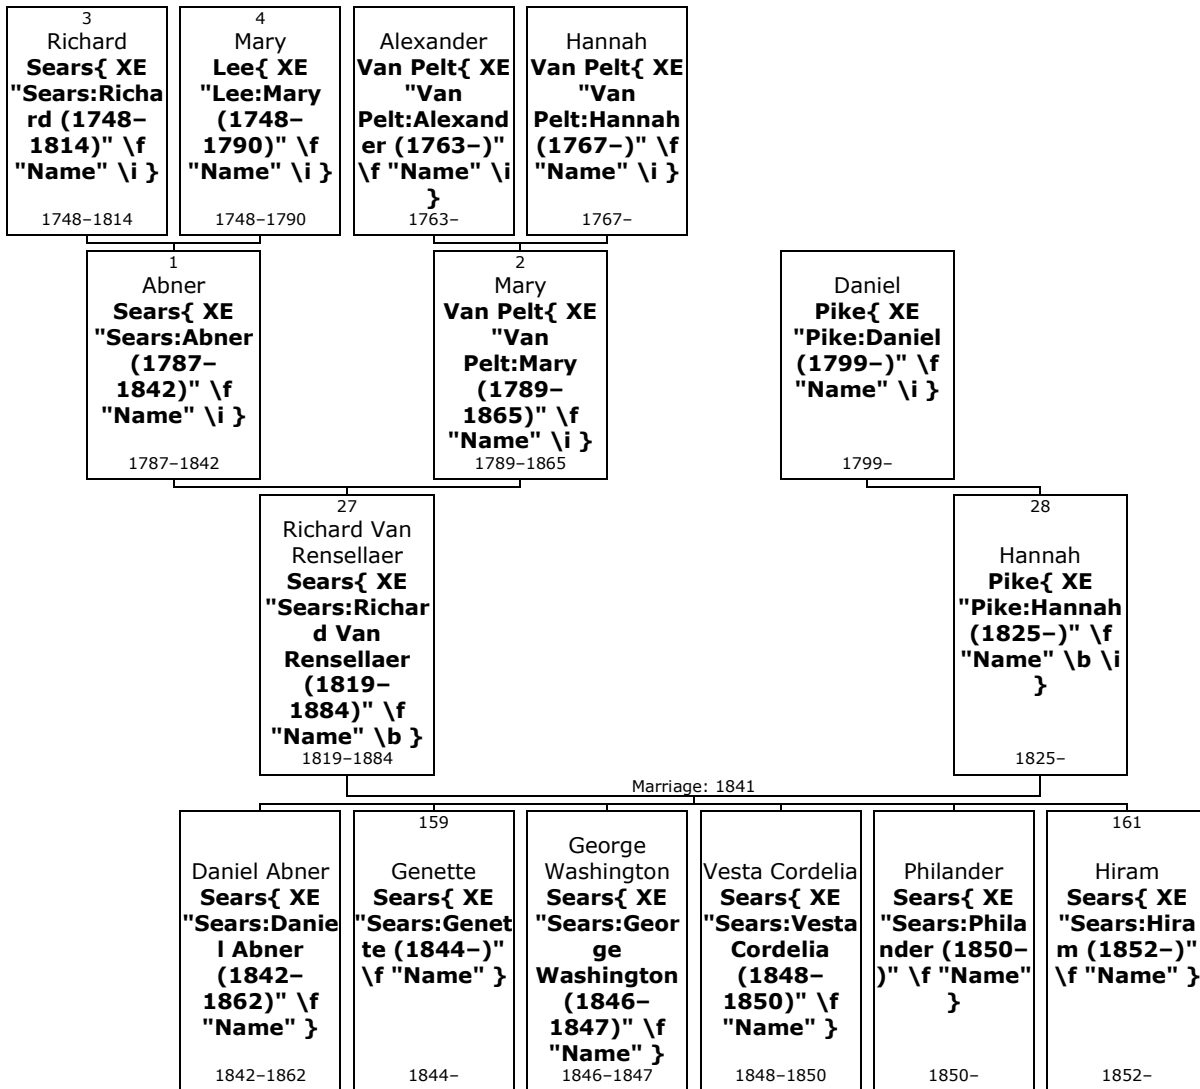 3
Richard
Sears{ XE
"Sears:Richa
rd (1748–
1814)" \f
"Name" \i }
1748–1814
4
Mary
Lee{ XE
"Lee:Mary
(1748–
1790)" \f
"Name" \i }
1748–1790
Alexander
Van Pelt{ XE
"Van
Pelt:Alexand
er (1763–)"
\f "Name" \i
}
1763–
Hannah
Van Pelt{ XE
"Van
Pelt:Hannah
(1767–)" \f
"Name" \i }
1767–
1
Abner
Sears{ XE
"Sears:Abner
(1787–
1842)" \f
"Name" \i }
1787–1842
2
Mary
Van Pelt{ XE
"Van
Pelt:Mary
(1789–
1865)" \f
"Name" \i }
1789–1865
Daniel
Pike{ XE
"Pike:Daniel
(1799–)" \f
"Name" \i }
1799–
27
Richard Van
Rensellaer
Sears{ XE
"Sears:Richar
d Van
Rensellaer
(1819–
1884)" \f
"Name" \b }
1819–1884
28
Hannah
Pike{ XE
"Pike:Hannah
(1825–)" \f
"Name" \b \i
}
1825–
Marriage: 1841
Daniel Abner
Sears{ XE
"Sears:Danie
l Abner
(1842–
1862)" \f
"Name" }
1842–1862
159
Genette
Sears{ XE
"Sears:Genet
te (1844–)"
\f "Name" }
1844–
George
Washington
Sears{ XE
"Sears:Geor
ge
Washington
(1846–
1847)" \f
"Name" }
1846–1847
Vesta Cordelia
Sears{ XE
"Sears:Vesta
Cordelia
(1848–
1850)" \f
"Name" }
1848–1850
Philander
Sears{ XE
"Sears:Phila
nder (1850–
)" \f "Name"
}
1850–
161
Hiram
Sears{ XE
"Sears:Hira
m (1852–)"
\f "Name" }
1852–